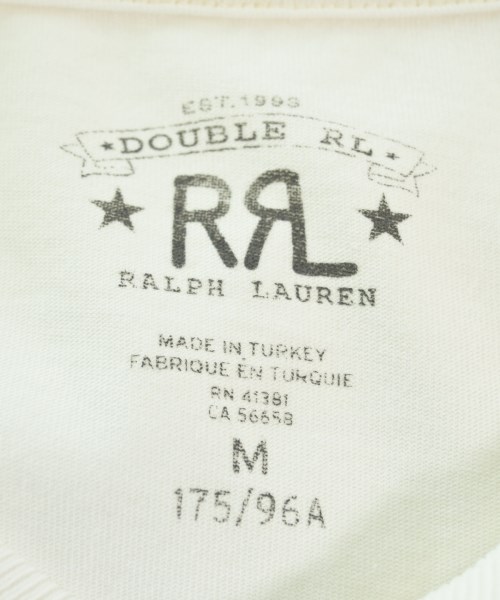 EST. 1993
★ DOUBLE RL ★
RRL
RALPH LAUREN
MADE IN TURKEY
FABRIQUE EN TURQUIE
RN 41381
CA 56658
M
175/96A